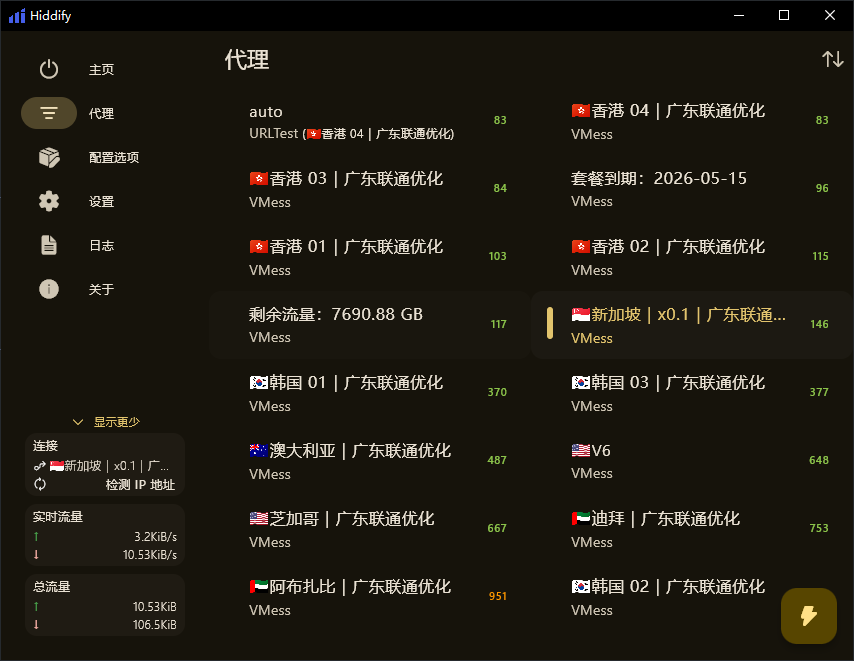 Hiddify
主页
代理
配置选项
设置
日志
关于
显示更少
连接
新加坡 | x0.1 | 广...
检测 IP 地址
实时流量
↑ 3.2KiB/s
↓ 10.53KiB/s
总流量
↑ 10.53KiB
↓ 106.5KiB
代理
auto
URLTest (🇭🇰香港 04 | 广东联通优化)
83
🇭🇰香港 04 | 广东联通优化
VMess
83
🇭🇰香港 03 | 广东联通优化
VMess
84
套餐到期：2026-05-15
VMess
96
🇭🇰香港 01 | 广东联通优化
VMess
103
🇭🇰香港 02 | 广东联通优化
VMess
115
剩余流量：7690.88 GB
VMess
117
🇸🇬新加坡 | x0.1 | 广东联通...
VMess
146
🇰🇷韩国 01 | 广东联通优化
VMess
370
🇰🇷韩国 03 | 广东联通优化
VMess
377
🇦🇺澳大利亚 | 广东联通优化
VMess
487
🇺🇸V6
VMess
648
🇺🇸芝加哥 | 广东联通优化
VMess
667
🇦🇪迪拜 | 广东联通优化
VMess
753
🇦🇪阿布扎比 | 广东联通优化
VMess
951
🇰🇷韩国 02 | 广东联通优化
VMess